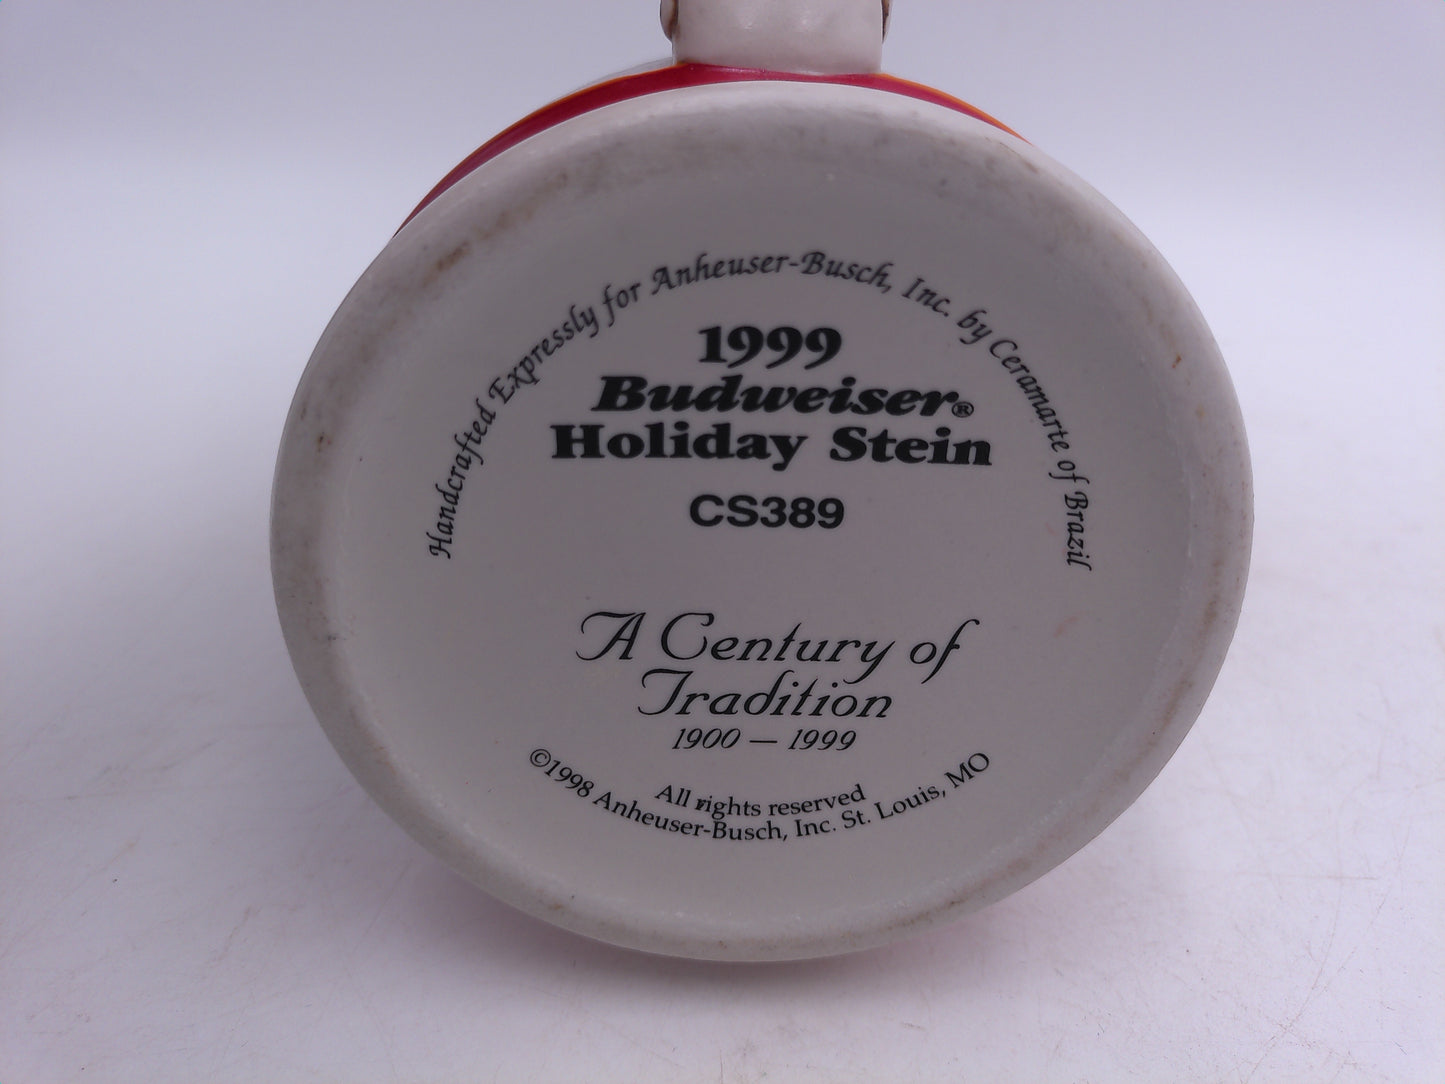 Handcrafted Expressly for Anheuser-Busch, Inc. by Ceramarte of Brazil
1999
Budweiser®
Holiday Stein
CS389
A Century of
Tradition
1900 — 1999
All rights reserved
©1998 Anheuser-Busch, Inc. St. Louis, MO